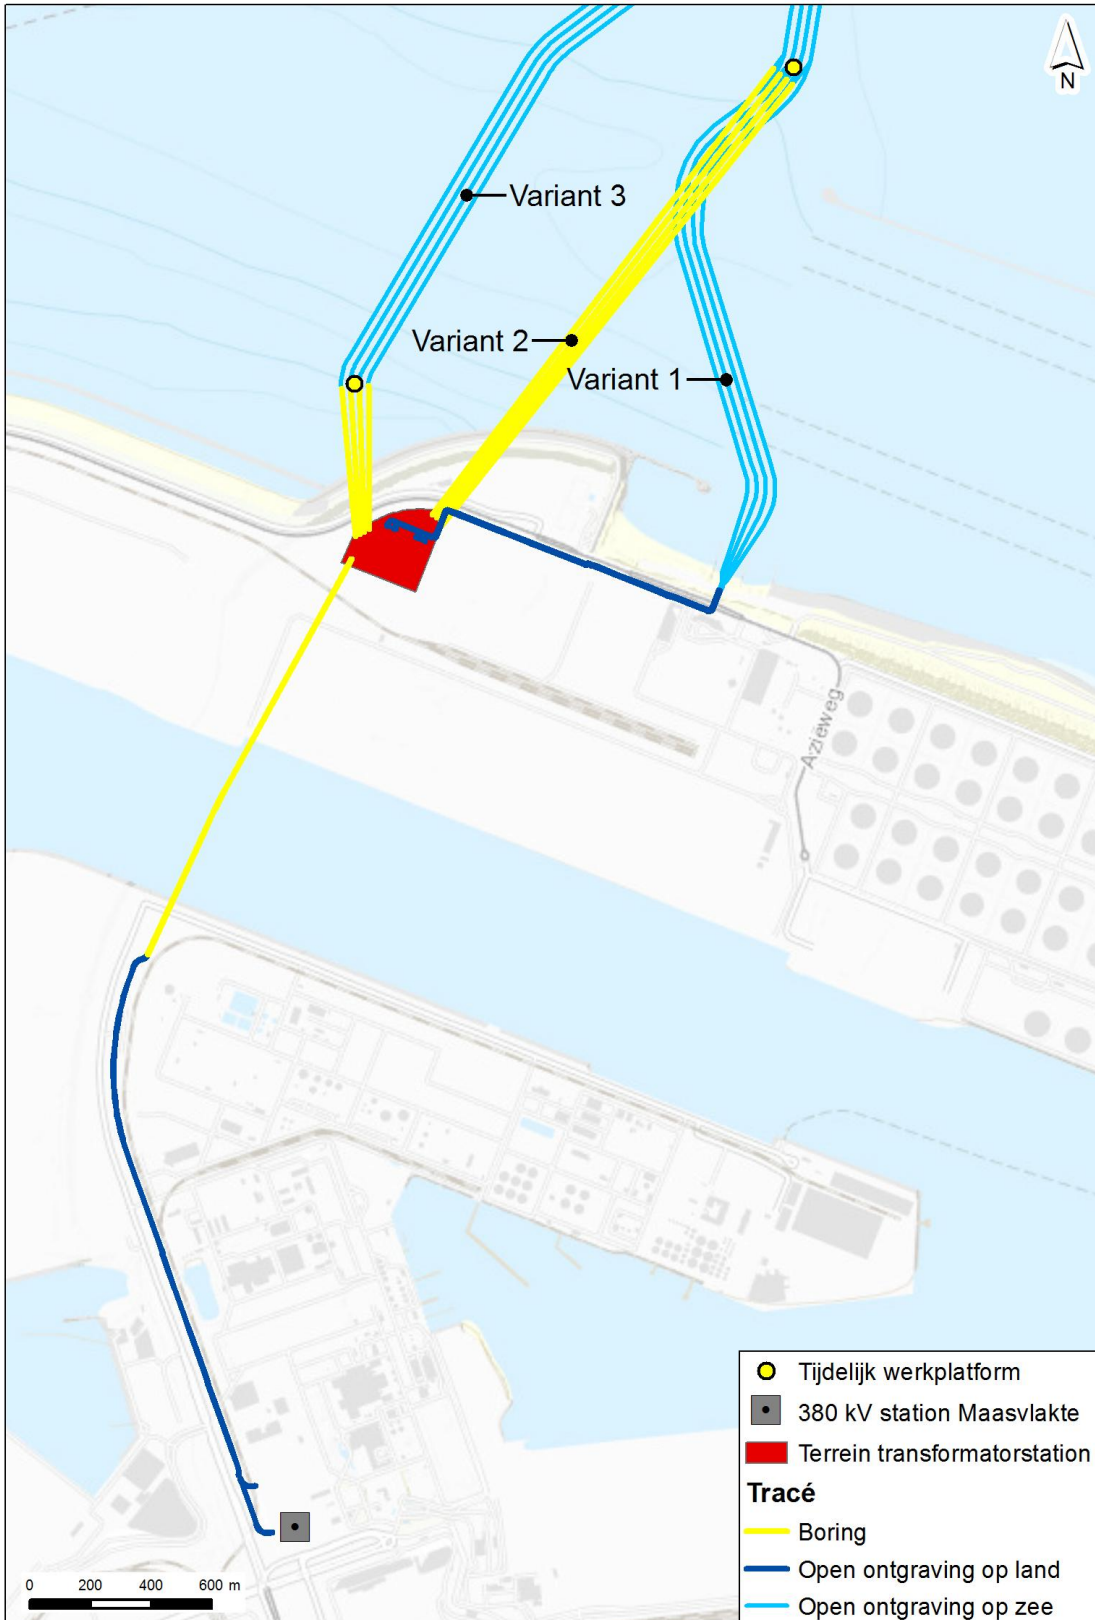 N
Variant 3
Variant 2
Variant 1
Aziëweg
Tijdelijk werkplatform
380 kV station Maasvlakte
Terrein transformatorstation
Tracé
Boring
Open ontgraving op land
Open ontgraving op zee
0 200 400 600 m